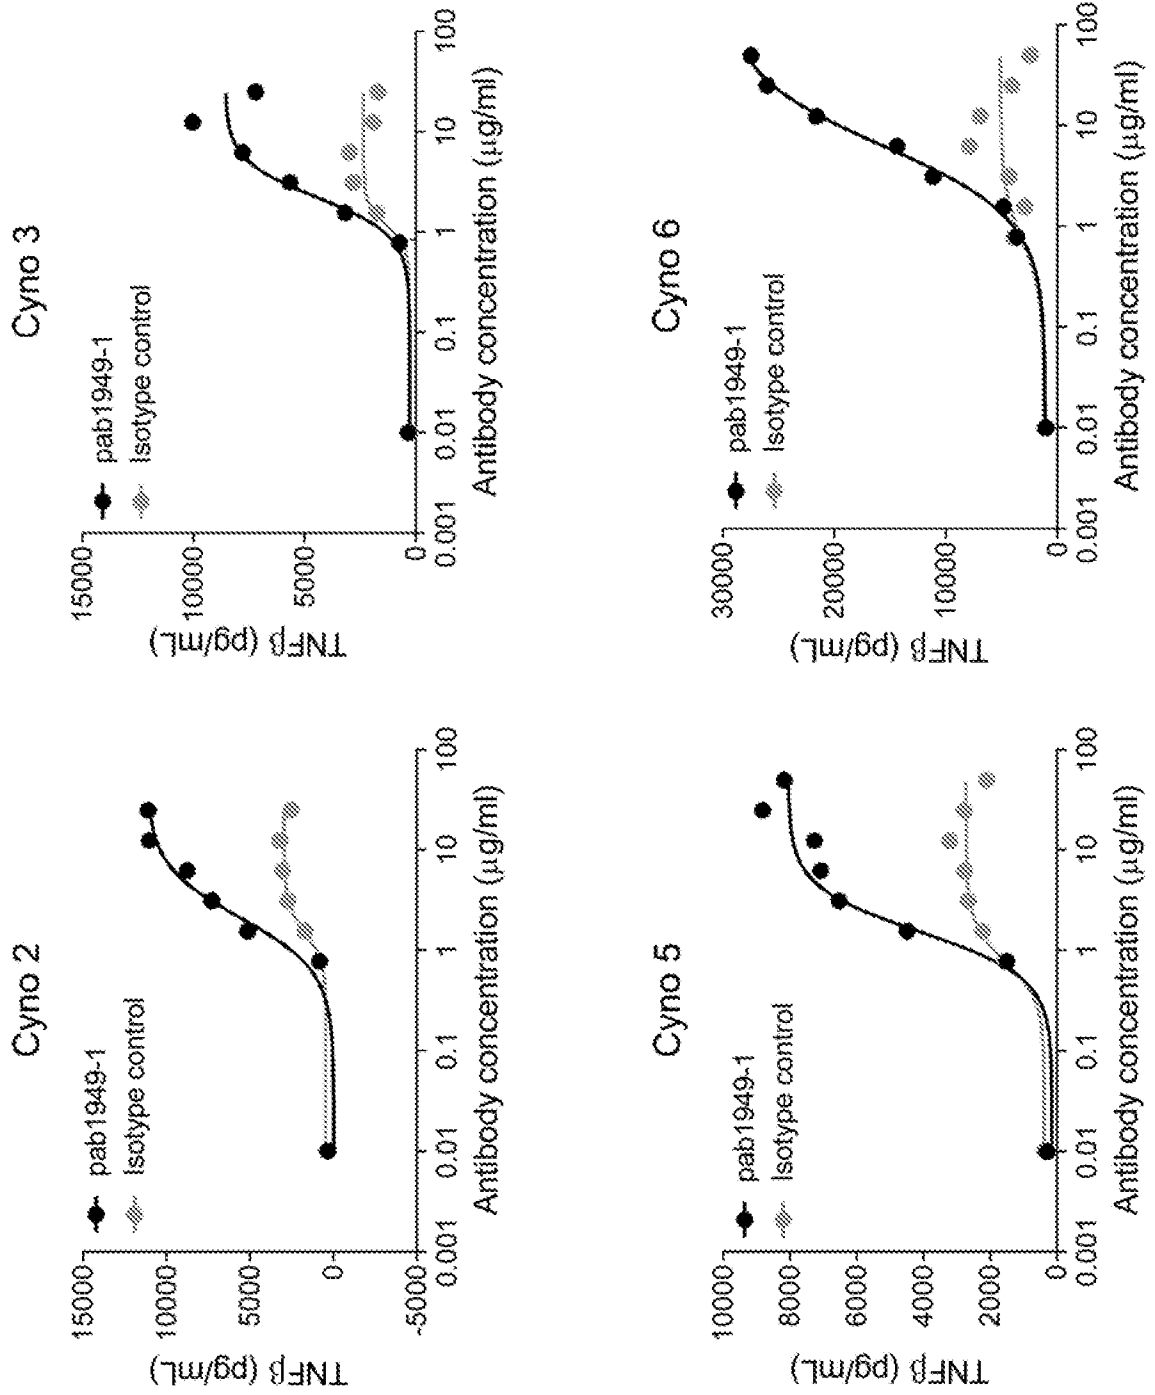 Cyno 2
pab1949-1
Isotype control
15000
10000
5000
0
-5000
TNFβ (pg/mL)
0.001 0.01 0.1 1 10 100
Antibody concentration (μg/ml)
Cyno 3
pab1949-1
Isotype control
15000
10000
5000
0
TNFβ (pg/mL)
0.001 0.01 0.1 1 10 100
Antibody concentration (μg/ml)
Cyno 5
pab1949-1
Isotype control
10000
8000
6000
4000
2000
0
TNFβ (pg/mL)
0.001 0.01 0.1 1 10 100
Antibody concentration (μg/ml)
Cyno 6
pab1949-1
Isotype control
30000
20000
10000
0
TNFβ (pg/mL)
0.001 0.01 0.1 1 10 100
Antibody concentration (μg/ml)